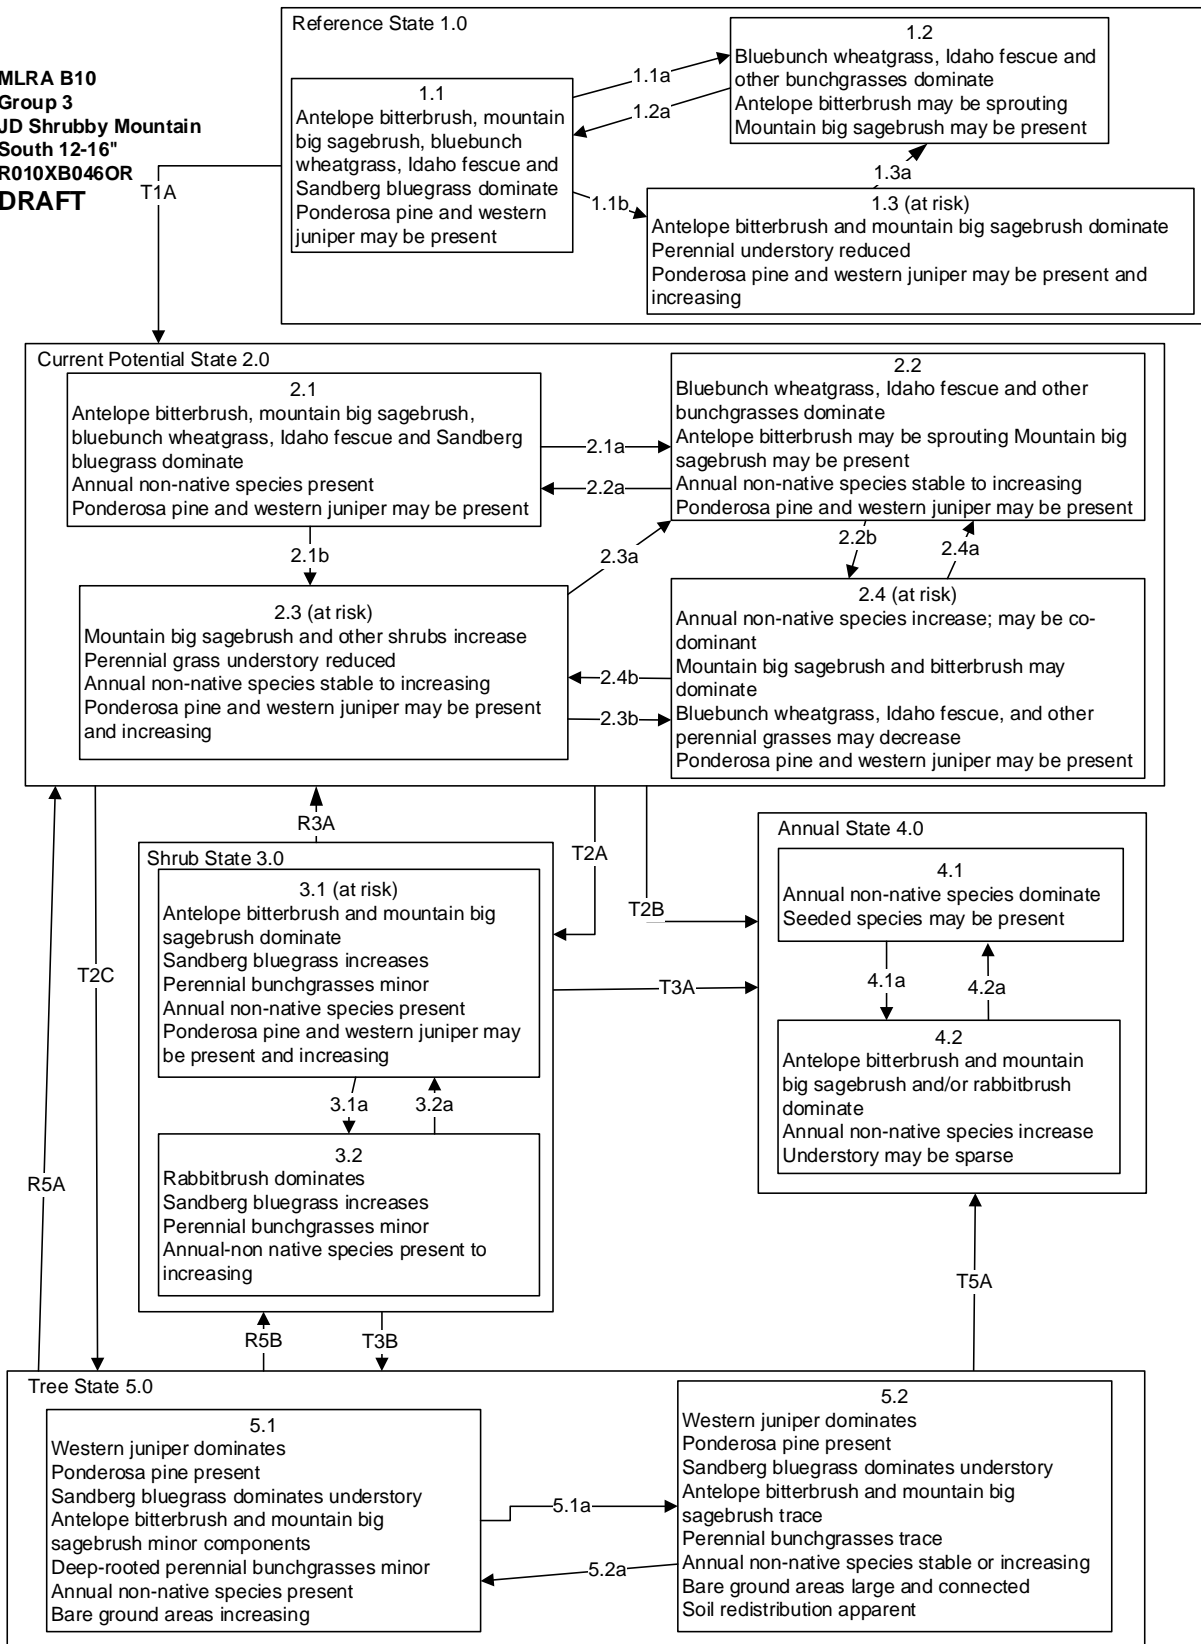 MLRA B10
Group 3
JD Shrubby Mountain
South 12-16"
R010XB046OR
DRAFT
Reference State 1.0
1.1
Antelope bitterbrush, mountain
big sagebrush, bluebunch
wheatgrass, Idaho fescue and
Sandberg bluegrass dominate
Ponderosa pine and western
juniper may be present
1.1a
1.2a
1.2
Bluebunch wheatgrass, Idaho fescue and
other bunchgrasses dominate
Antelope bitterbrush may be sprouting
Mountain big sagebrush may be present
1.3a
1.1b
1.3 (at risk)
Antelope bitterbrush and mountain big sagebrush dominate
Perennial understory reduced
Ponderosa pine and western juniper may be present and
increasing
T1A
Current Potential State 2.0
2.1
Antelope bitterbrush, mountain big sagebrush,
bluebunch wheatgrass, Idaho fescue and Sandberg
bluegrass dominate
Annual non-native species present
Ponderosa pine and western juniper may be present
2.1a
2.2a
2.2
Bluebunch wheatgrass, Idaho fescue and other
bunchgrasses dominate
Antelope bitterbrush may be sprouting Mountain big
sagebrush may be present
Annual non-native species stable to increasing
Ponderosa pine and western juniper may be present
2.1b
2.3a
2.2b
2.4a
2.3 (at risk)
Mountain big sagebrush and other shrubs increase
Perennial grass understory reduced
Annual non-native species stable to increasing
Ponderosa pine and western juniper may be present
and increasing
2.4b
2.3b
2.4 (at risk)
Annual non-native species increase; may be co-
dominant
Mountain big sagebrush and bitterbrush may
dominate
Bluebunch wheatgrass, Idaho fescue, and other
perennial grasses may decrease
Ponderosa pine and western juniper may be present
R3A
T2A
T2B
T2C
Shrub State 3.0
3.1 (at risk)
Antelope bitterbrush and mountain big
sagebrush dominate
Sandberg bluegrass increases
Perennial bunchgrasses minor
Annual non-native species present
Ponderosa pine and western juniper may
be present and increasing
3.1a
3.2a
3.2
Rabbitbrush dominates
Sandberg bluegrass increases
Perennial bunchgrasses minor
Annual-non native species present to
increasing
T3A
Annual State 4.0
4.1
Annual non-native species dominate
Seeded species may be present
4.1a
4.2a
4.2
Antelope bitterbrush and mountain
big sagebrush and/or rabbitbrush
dominate
Annual non-native species increase
Understory may be sparse
R5A
R5B
T3B
T5A
Tree State 5.0
5.1
Western juniper dominates
Ponderosa pine present
Sandberg bluegrass dominates understory
Antelope bitterbrush and mountain big
sagebrush minor components
Deep-rooted perennial bunchgrasses minor
Annual non-native species present
Bare ground areas increasing
5.1a
5.2a
5.2
Western juniper dominates
Ponderosa pine present
Sandberg bluegrass dominates understory
Antelope bitterbrush and mountain big
sagebrush trace
Perennial bunchgrasses trace
Annual non-native species stable or increasing
Bare ground areas large and connected
Soil redistribution apparent